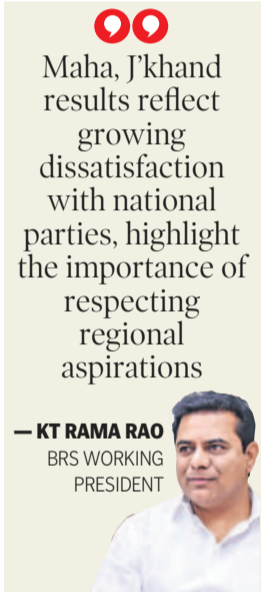 Maha, J’khand
results reflect
growing
dissatisfaction
with national
parties, highlight
the importance of
respecting
regional
aspirations
— KT RAMA RAO
BRS WORKING
PRESIDENT